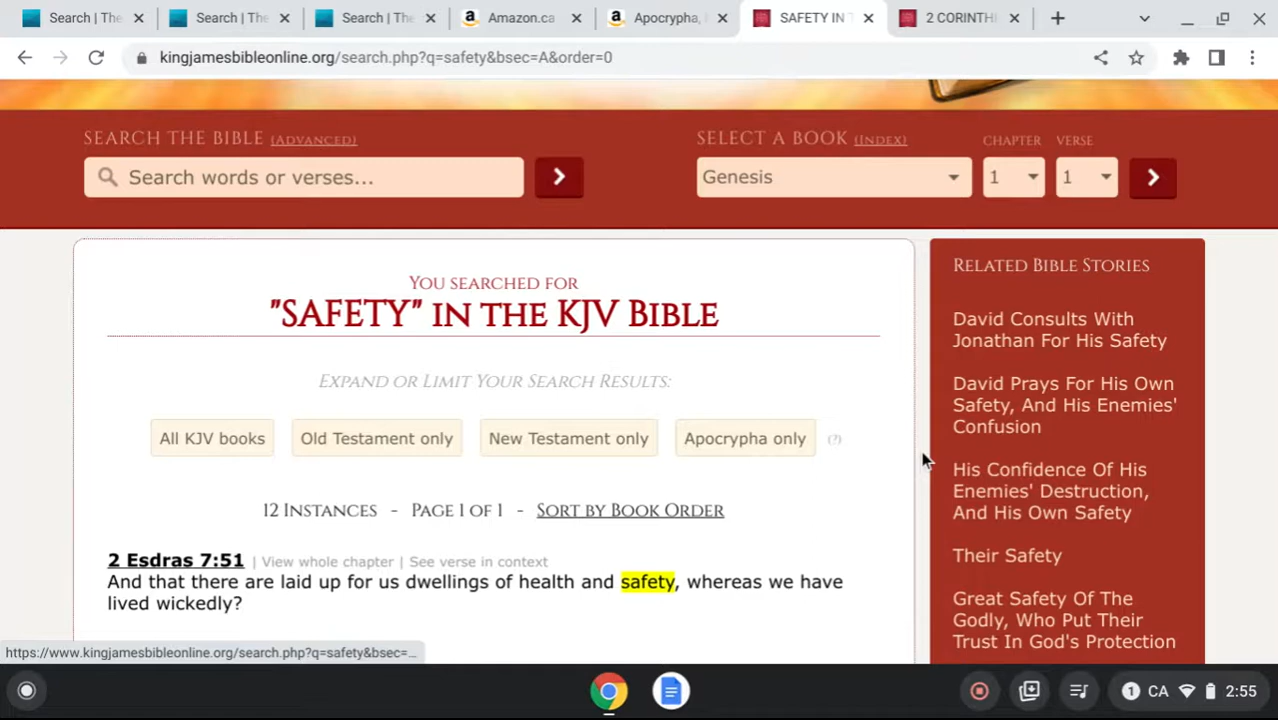 Search | The
Search | The
Search | The
Amazon.ca
Apocrypha,
SAFETY IN
2 CORINTH
kingjamesbibleonline.org/search.php?q=safety&bsec=A&order=0
SEARCH THE BIBLE (ADVANCED)
SELECT A BOOK (INDEX)
CHAPTER
VERSE
Search words or verses...
Genesis
1
1
YOU SEARCHED FOR
"SAFETY" IN THE KJV BIBLE
EXPAND OR LIMIT YOUR SEARCH RESULTS:
All KJV books
Old Testament only
New Testament only
Apocrypha only
(?)
12 INSTANCES - PAGE 1 OF 1 - SORT BY BOOK ORDER
2 Esdras 7:51 | View whole chapter | See verse in context
And that there are laid up for us dwellings of health and safety, whereas we have
lived wickedly?
RELATED BIBLE STORIES
David Consults With
Jonathan For His Safety
David Prays For His Own
Safety, And His Enemies'
Confusion
His Confidence Of His
Enemies' Destruction,
And His Own Safety
Their Safety
Great Safety Of The
Godly, Who Put Their
Trust In God's Protection
https://www.kingjamesbibleonline.org/search.php?q=safety&bsec=...
1 CA 2:55